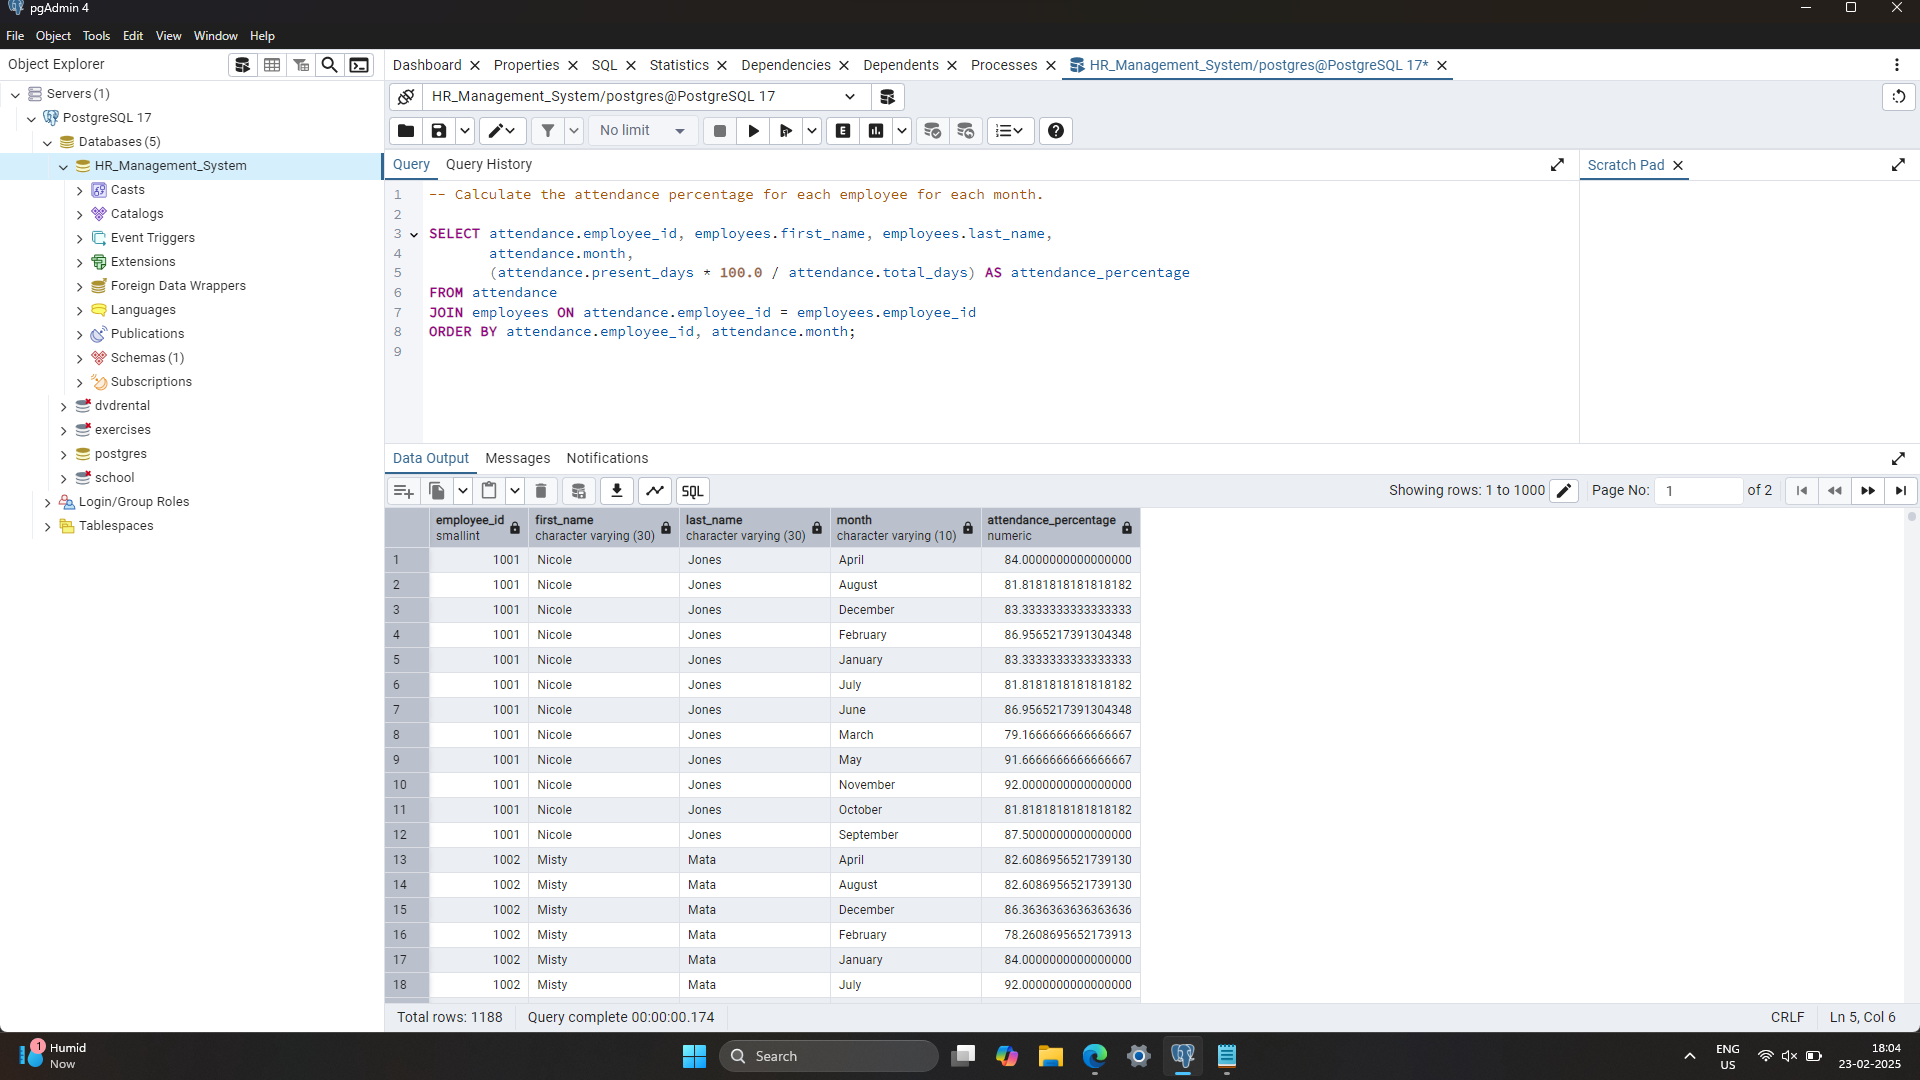 pgAdmin 4
File Object Tools Edit View Window Help
Object Explorer
Servers (1)
PostgreSQL 17
Databases (5)
HR_Management_System
Casts
Catalogs
Event Triggers
Extensions
Foreign Data Wrappers
Languages
Publications
Schemas (1)
Subscriptions
dvdrental
exercises
postgres
school
Login/Group Roles
Tablespaces
Dashboard Properties SQL Statistics Dependencies Dependents Processes HR_Management_System/postgres@PostgreSQL 17*
HR_Management_System/postgres@PostgreSQL 17
No limit E
Query Query History
Scratch Pad
1 -- Calculate the attendance percentage for each employee for each month.
2
3 SELECT attendance.employee_id, employees.first_name, employees.last_name,
4 attendance.month,
5 (attendance.present_days * 100.0 / attendance.total_days) AS attendance_percentage
6 FROM attendance
7 JOIN employees ON attendance.employee_id = employees.employee_id
8 ORDER BY attendance.employee_id, attendance.month;
9
Data Output Messages Notifications
SQL
Showing rows: 1 to 1000 Page No: 1 of 2
employee_id first_name last_name month attendance_percentage
smallint character varying (30) character varying (30) character varying (10) numeric
1 1001 Nicole Jones April 84.0000000000000000
2 1001 Nicole Jones August 81.8181818181818182
3 1001 Nicole Jones December 83.3333333333333333
4 1001 Nicole Jones February 86.9565217391304348
5 1001 Nicole Jones January 83.3333333333333333
6 1001 Nicole Jones July 81.8181818181818182
7 1001 Nicole Jones June 86.9565217391304348
8 1001 Nicole Jones March 79.1666666666666667
9 1001 Nicole Jones May 91.6666666666666667
10 1001 Nicole Jones November 92.0000000000000000
11 1001 Nicole Jones October 81.8181818181818182
12 1001 Nicole Jones September 87.5000000000000000
13 1002 Misty Mata April 82.6086956521739130
14 1002 Misty Mata August 82.6086956521739130
15 1002 Misty Mata December 86.3636363636363636
16 1002 Misty Mata February 78.2608695652173913
17 1002 Misty Mata January 84.0000000000000000
18 1002 Misty Mata July 92.0000000000000000
Total rows: 1188 Query complete 00:00:00.174
CRLF Ln 5, Col 6
1
Humid
Now
Search
ENG
US
18:04
23-02-2025